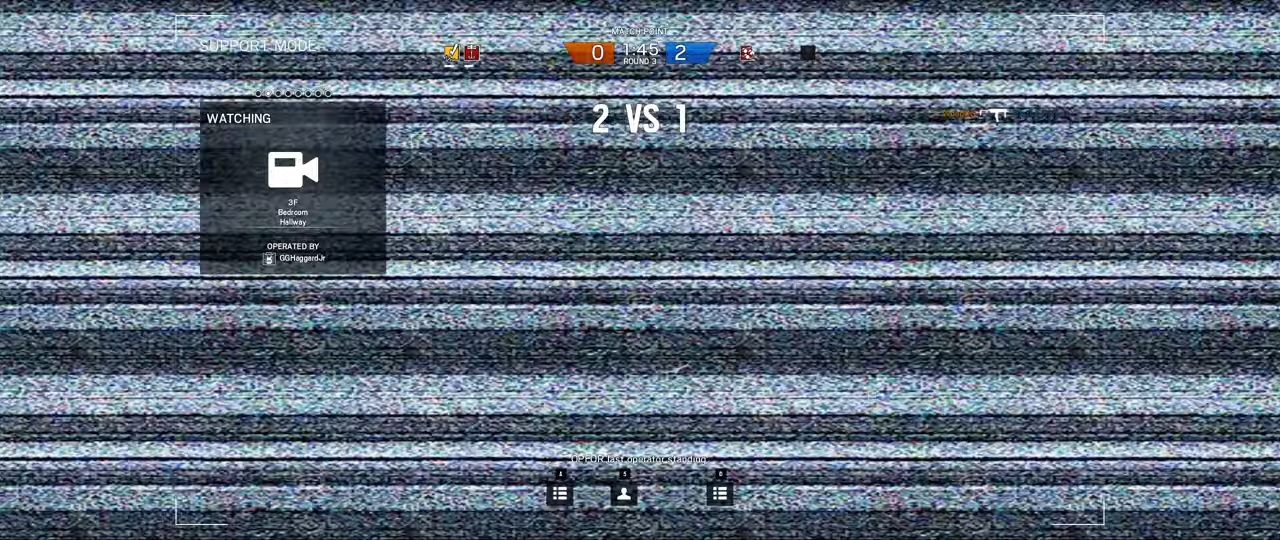 MATCH POINT
SUPPORT MODE
0 1:45 2
ROUND 3
WATCHING
2 VS 1
3F
Bedroom
Hallway
OPERATED BY
GGHaggardJr
OPFOR last operator standing